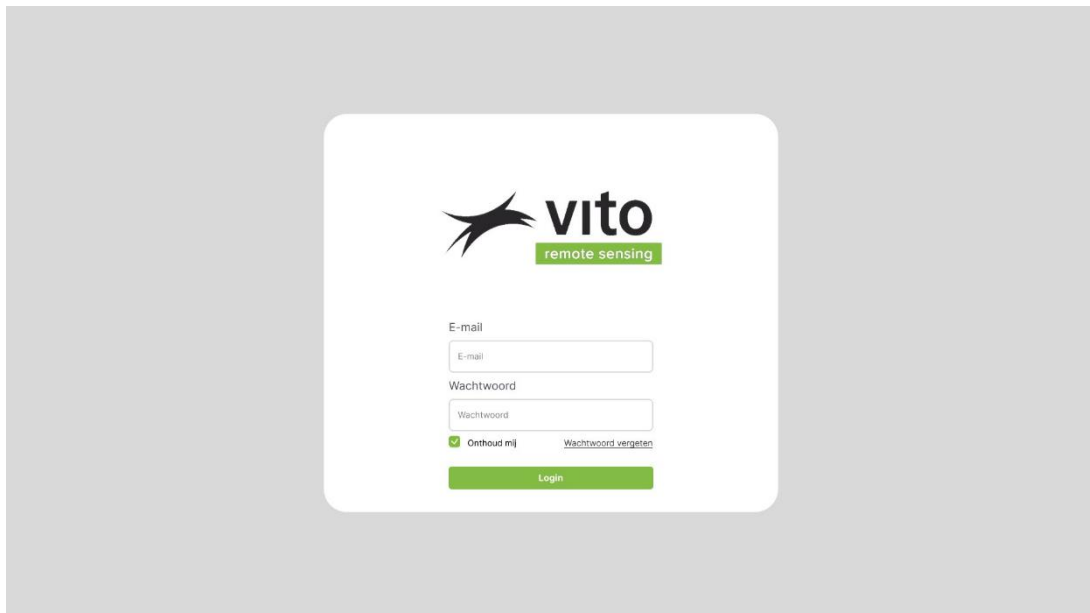 vito
remote sensing
E-mail
E-mail
Wachtwoord
Wachtwoord
Onthoud mij Wachtwoord vergeten
Login